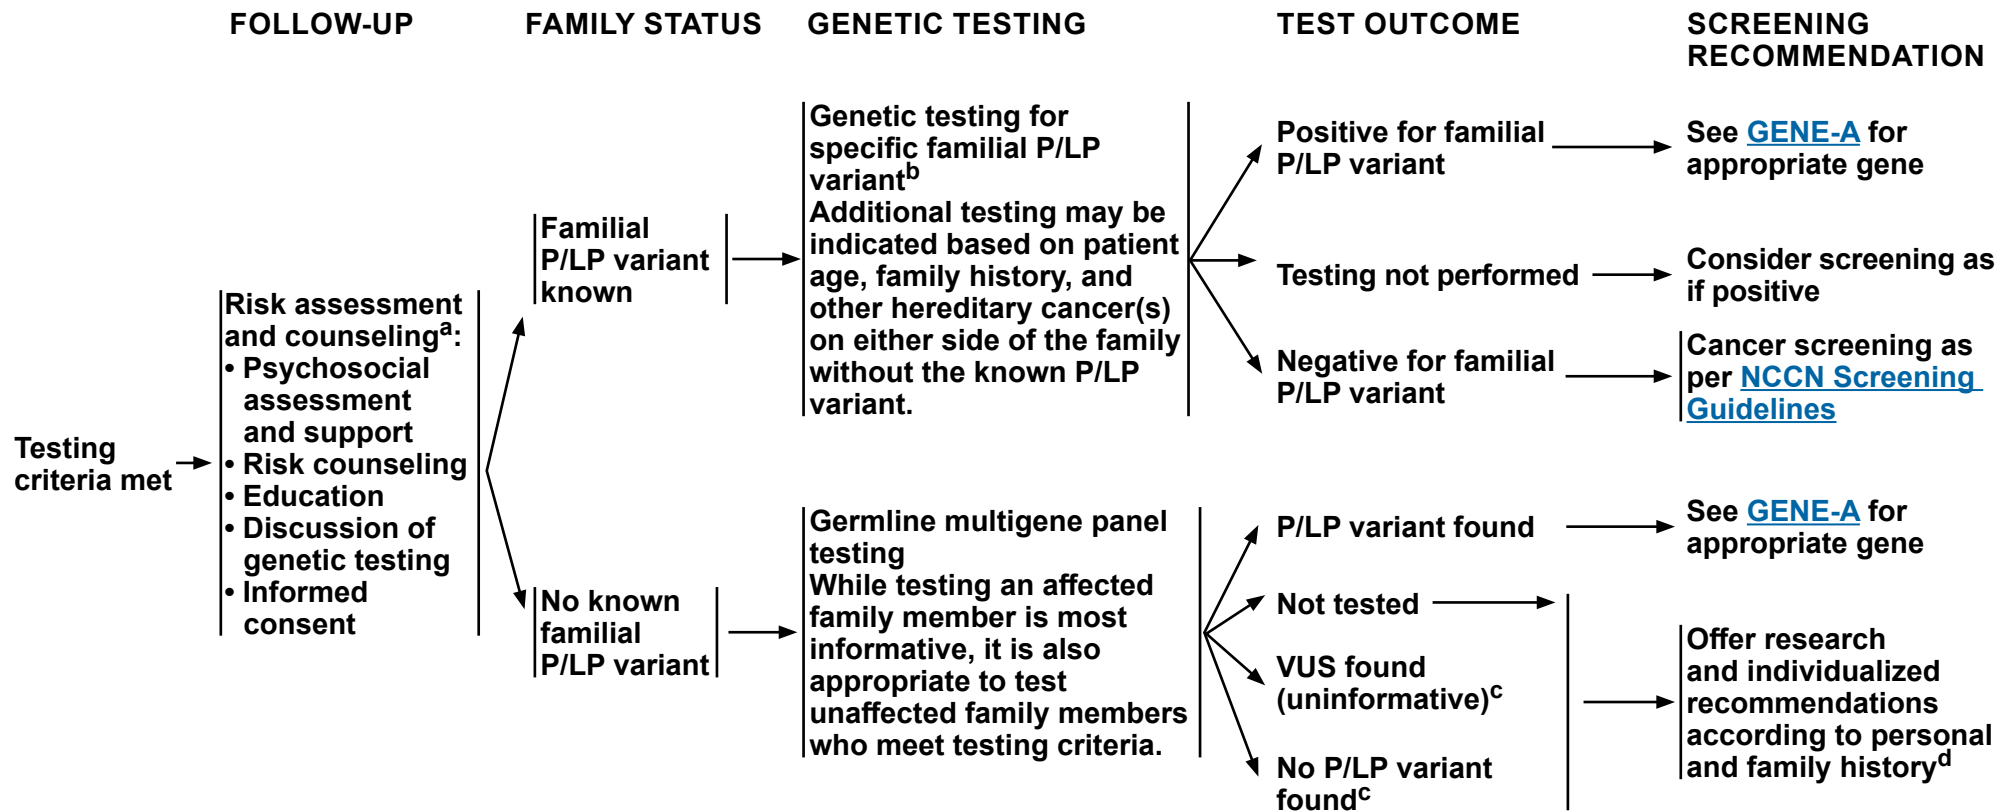 FOLLOW-UP
FAMILY STATUS
GENETIC TESTING
TEST OUTCOME
SCREENING
RECOMMENDATION
Testing
criteria met
Risk assessment
and counselingᵃ:
• Psychosocial
assessment
and support
• Risk counseling
• Education
• Discussion of
genetic testing
• Informed
consent
Familial
P/LP variant
known
Genetic testing for
specific familial P/LP
variantᵇ
Additional testing may be
indicated based on patient
age, family history, and
other hereditary cancer(s)
on either side of the family
without the known P/LP
variant.
Positive for familial
P/LP variant
See GENE-A for
appropriate gene
Testing not performed
Consider screening as
if positive
Negative for familial
P/LP variant
Cancer screening as
per NCCN Screening
Guidelines
No known
familial
P/LP variant
Germline multigene panel
testing
While testing an affected
family member is most
informative, it is also
appropriate to test
unaffected family members
who meet testing criteria.
P/LP variant found
See GENE-A for
appropriate gene
Not tested
VUS found
(uninformative)ᶜ
No P/LP variant
foundᶜ
Offer research
and individualized
recommendations
according to personal
and family historyᵈ